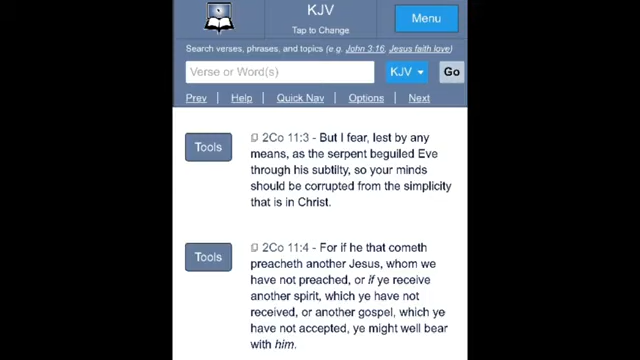 KJV
Tap to Change
Menu
Search verses, phrases, and topics (e.g. John 3:16, Jesus faith love)
Verse or Word(s)
KJV
Go
Prev
Help
Quick Nav
Options
Next
Tools
2Co 11:3 - But I fear, lest by any
means, as the serpent beguiled Eve
through his subtilty, so your minds
should be corrupted from the simplicity
that is in Christ.
Tools
2Co 11:4 - For if he that cometh
preacheth another Jesus, whom we
have not preached, or if ye receive
another spirit, which ye have not
received, or another gospel, which ye
have not accepted, ye might well bear
with him.